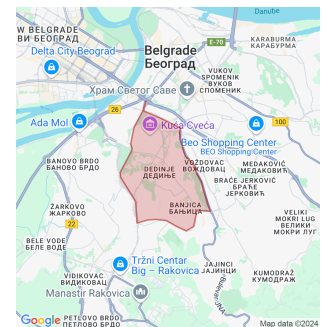 W BELGRADE
НВИ БЕОГРАД
Danube
E-70
KARABURMA
КАРАБУРМА
Delta City Beograd
Belgrade
Београд
VUKOV
SPOMENIK
ВУКОВ
СПОМЕНИК
Храм Светог Саве
26
Ada Mol
Kuća Cveća
100
Beo Shopping Center
BEO Shopping Center
BANOVO BRDO
БАНОВО БРДО
DEDINJE
ДЕДИЊЕ
VOŽDOVAC
ВОЖДОВАЦ
MEDAKOVIĆ
МЕДАКОВИЋ
BRAĆE JERKOVIĆ
БРАЋЕ
ЈЕРКОВИЋ
ŽARKOVO
ЖАРКОВО
BANJICA
БАЊИЦА
22
VELIKI
MOKRI LUG
ВЕЛИКИ
МОКРИ ЛУГ
BELE VODE
БЕЛЕ ВОДЕ
Tržni Centar
Big – Rakovica
JAJINCI
ЈАЈИНЦИ
VIDIKOVAC
ВИДИКОВАЦ
KUMODRAŽ
КУМОДРАЖ
Manastir Rakovica
Google
PETLOVO BRDO
ПЕТЛОВО БРДО
Map data ©2024